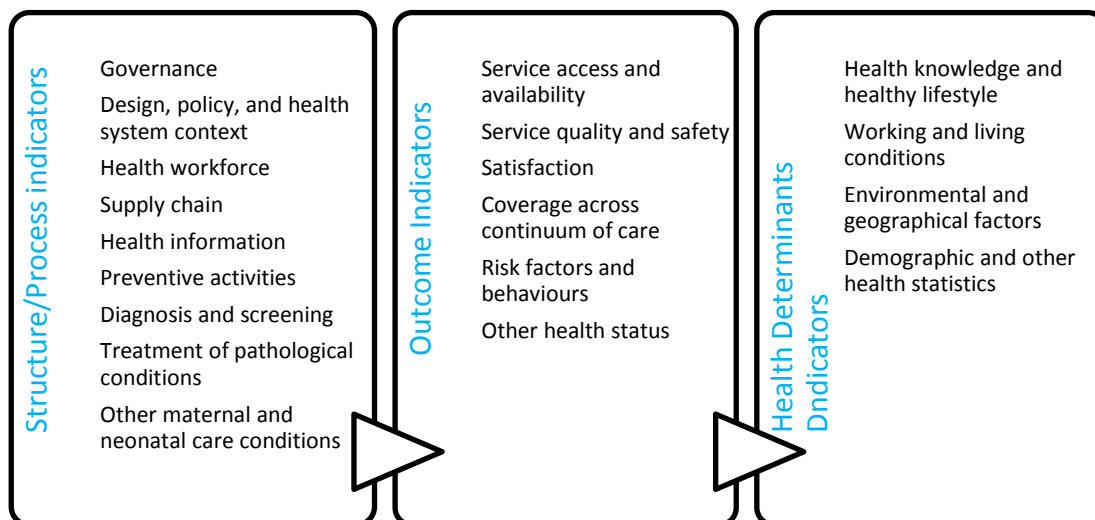 Structure/Process indicators
Governance
Design, policy, and health
system context
Health workforce
Supply chain
Health information
Preventive activities
Diagnosis and screening
Treatment of pathological
conditions
Other maternal and
neonatal care conditions
Outcome Indicators
Service access and
availability
Service quality and safety
Satisfaction
Coverage across
continuum of care
Risk factors and
behaviours
Other health status
Health Determinants
Dndicators
Health knowledge and
healthy lifestyle
Working and living
conditions
Environmental and
geographical factors
Demographic and other
health statistics